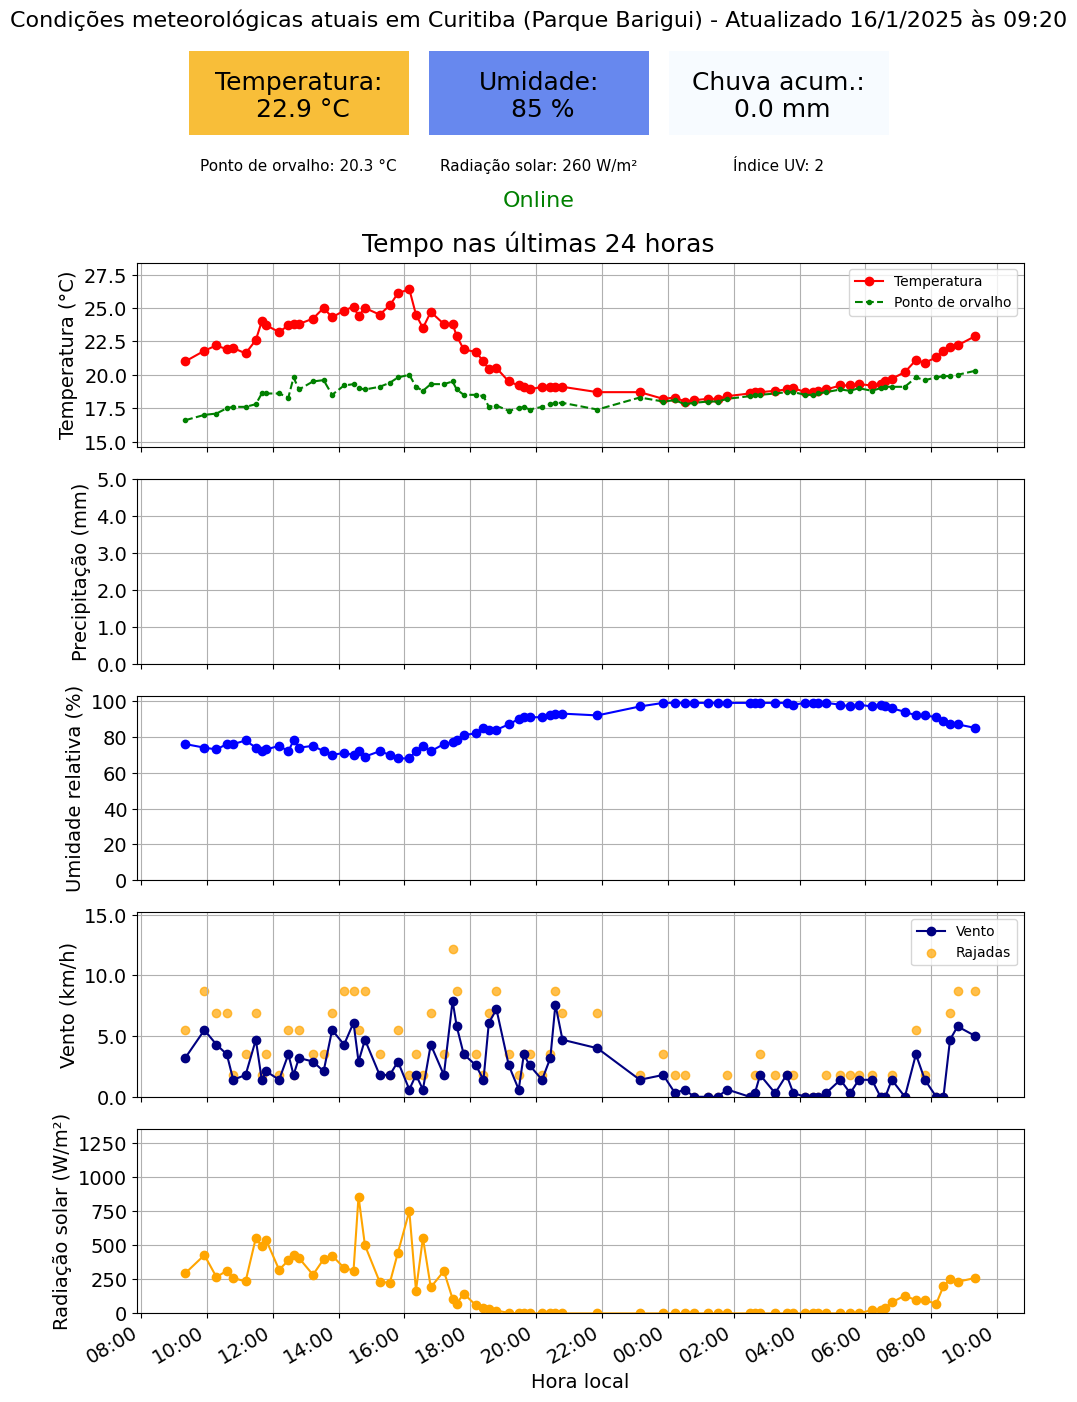 Condições meteorológicas atuais em Curitiba (Parque Barigui) - Atualizado 16/1/2025 às 09:20
Temperatura:
22.9 °C
Umidade:
85 %
Chuva acum.:
0.0 mm
Ponto de orvalho: 20.3 °C
Radiação solar: 260 W/m²
Índice UV: 2
Online
Tempo nas últimas 24 horas
Temperatura (°C)
27.5
25.0
22.5
20.0
17.5
15.0
Temperatura
Ponto de orvalho
Precipitação (mm)
5.0
4.0
3.0
2.0
1.0
0.0
Umidade relativa (%)
100
80
60
40
20
0
Vento (km/h)
15.0
10.0
5.0
0.0
Vento
Rajadas
Radiação solar (W/m²)
1250
1000
750
500
250
0
08:00
10:00
12:00
14:00
16:00
18:00
20:00
22:00
00:00
02:00
04:00
06:00
08:00
10:00
Hora local